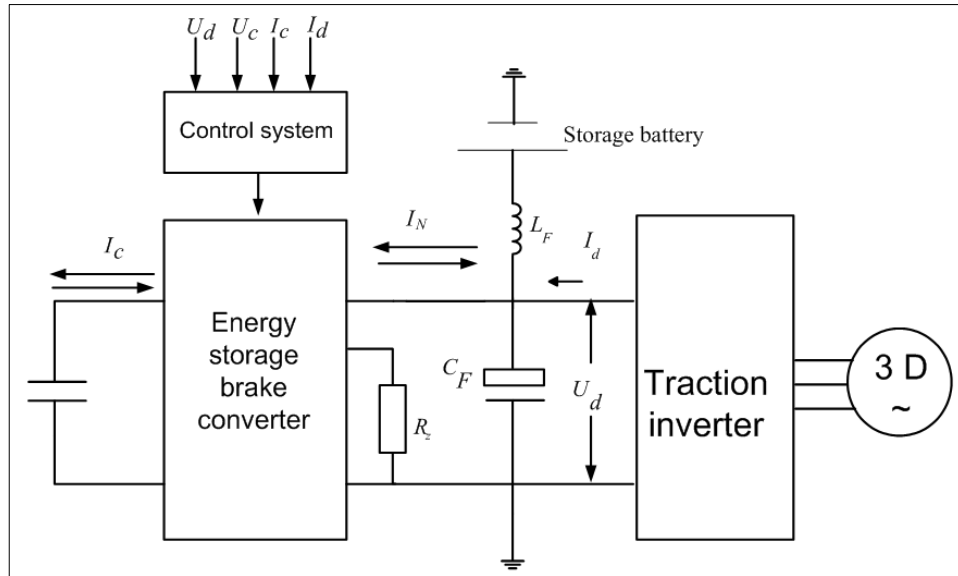 U_d U_c I_c I_d
Control system
Storage battery
I_N
L_F
I_c
I_d
Energy
storage
brake
converter
C_F
U_d
Traction
inverter
3 D
~
R_z